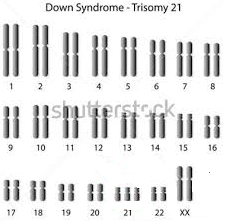 Down Syndrome - Trisomy 21
1 2 3 4 5 6 7 8
shutterstock
9 10 11 12 13 14 15 16
17 18 19 20 21 22 XX